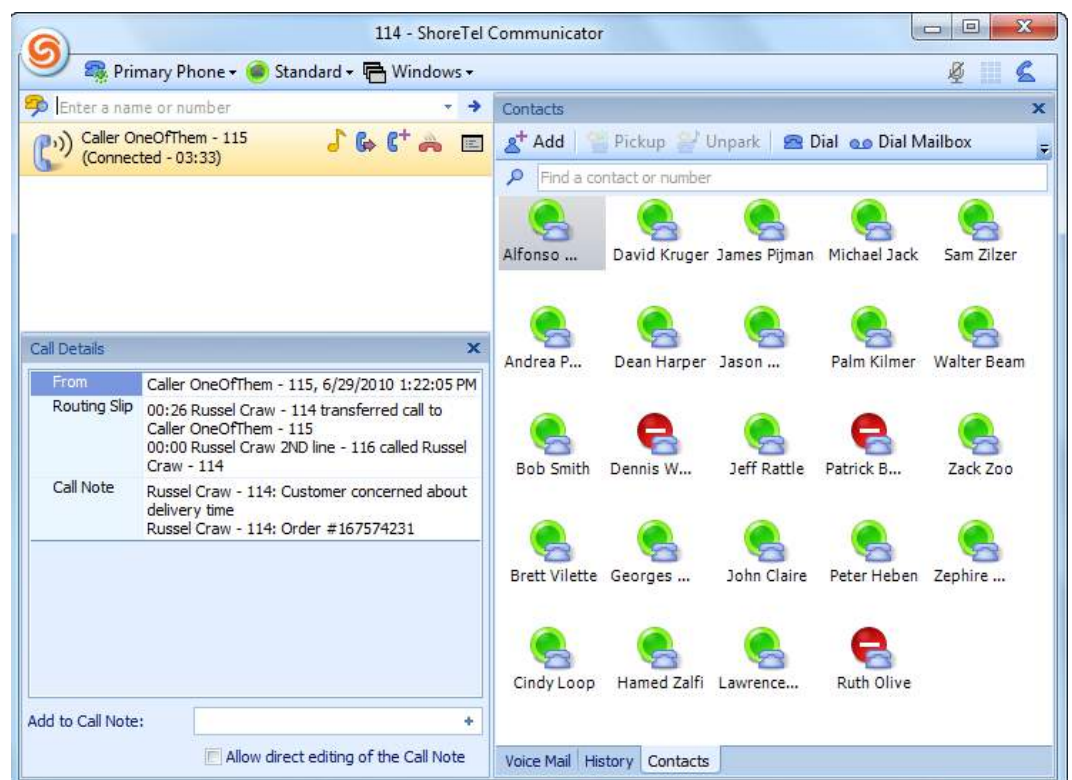 114 - ShoreTel Communicator
Primary Phone Standard Windows
Enter a name or number
Caller OneOfThem - 115
(Connected - 03:33)
Call Details
From Caller OneOfThem - 115, 6/29/2010 1:22:05 PM
Routing Slip 00:26 Russel Craw - 114 transferred call to
Caller OneOfThem - 115
00:00 Russel Craw 2ND line - 116 called Russel
Craw - 114
Call Note Russel Craw - 114: Customer concerned about
delivery time
Russel Craw - 114: Order #167574231
Add to Call Note:
Allow direct editing of the Call Note
Contacts
Add Pickup Unpark Dial Dial Mailbox
Find a contact or number
Alfonso ... David Kruger James Pijman Michael Jack Sam Zilzer
Andrea P... Dean Harper Jason ... Palm Kilmer Walter Beam
Bob Smith Dennis W... Jeff Rattle Patrick B... Zack Zoo
Brett Vilette Georges ... John Claire Peter Heben Zephire ...
Cindy Loop Hamed Zalfi Lawrence... Ruth Olive
Voice Mail History Contacts